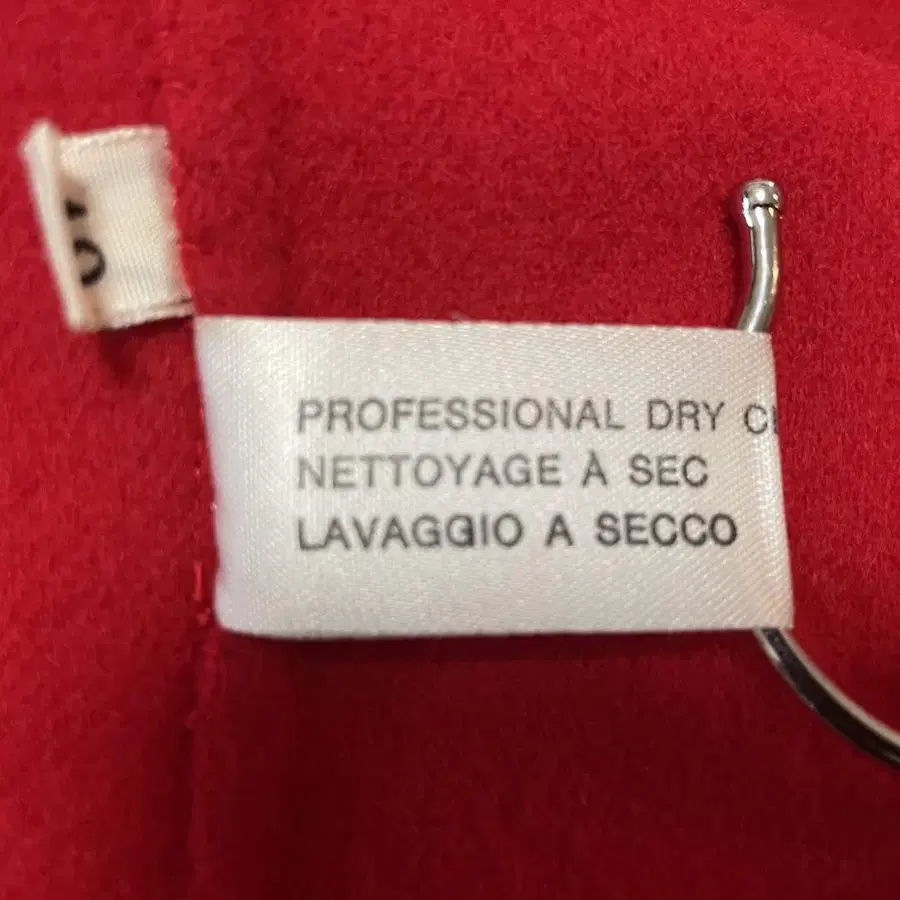 PROFESSIONAL DRY
NETTOYAGE À SEC
LAVAGGIO A SECCO